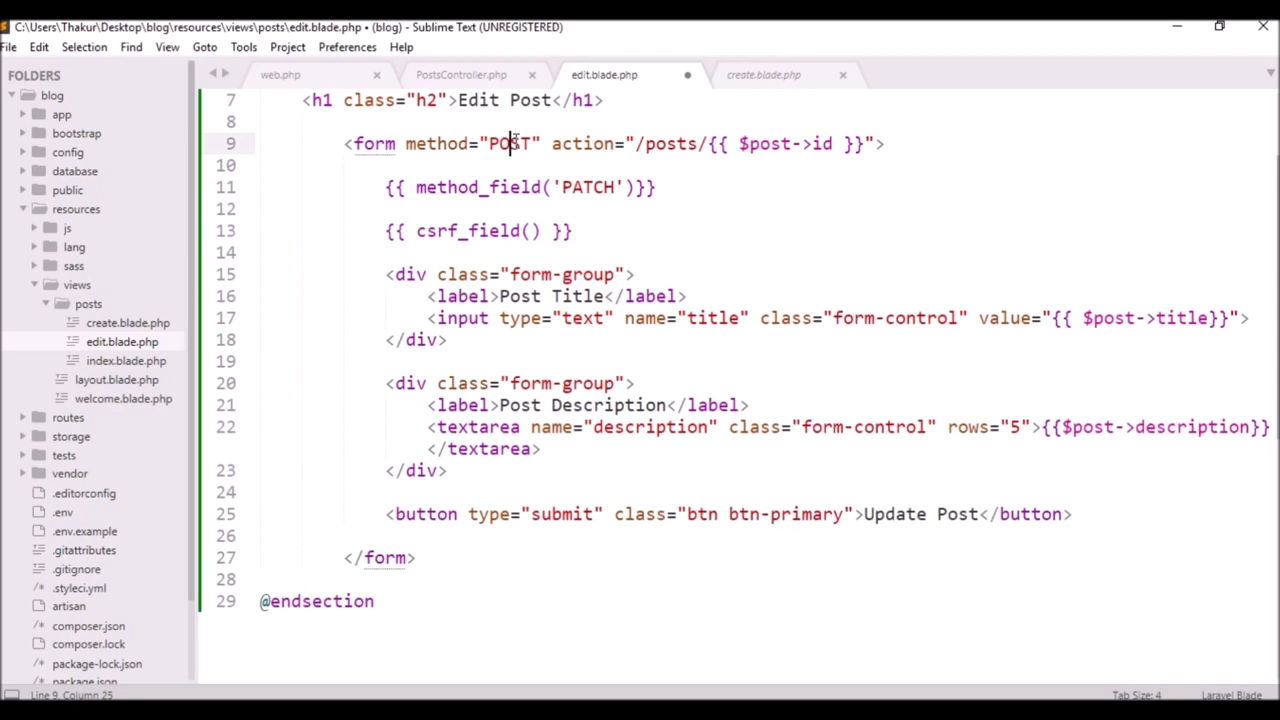 C:\Users\Thakur\Desktop\blog\resources\views\posts\edit.blade.php • (blog) - Sublime Text (UNREGISTERED)
File Edit Selection Find View Goto Tools Project Preferences Help
FOLDERS
blog
app
bootstrap
config
database
public
resources
js
lang
sass
views
posts
create.blade.php
edit.blade.php
index.blade.php
layout.blade.php
welcome.blade.php
routes
storage
tests
vendor
.editorconfig
.env
.env.example
.gitattributes
.gitignore
.styleci.yml
artisan
composer.json
composer.lock
package-lock.json
package.json
web.php PostsController.php edit.blade.php create.blade.php
7 <h1 class="h2">Edit Post</h1>
8
9 <form method="POST" action="/posts/{{ $post->id }}">
10
11 {{ method_field('PATCH')}}
12
13 {{ csrf_field() }}
14
15 <div class="form-group">
16 <label>Post Title</label>
17 <input type="text" name="title" class="form-control" value="{{ $post->title}}">
18 </div>
19
20 <div class="form-group">
21 <label>Post Description</label>
22 <textarea name="description" class="form-control" rows="5">{{$post->description}}
</textarea>
23 </div>
24
25 <button type="submit" class="btn btn-primary">Update Post</button>
26
27 </form>
28
29 @endsection
Line 9, Column 25
Tab Size: 4 Laravel Blade